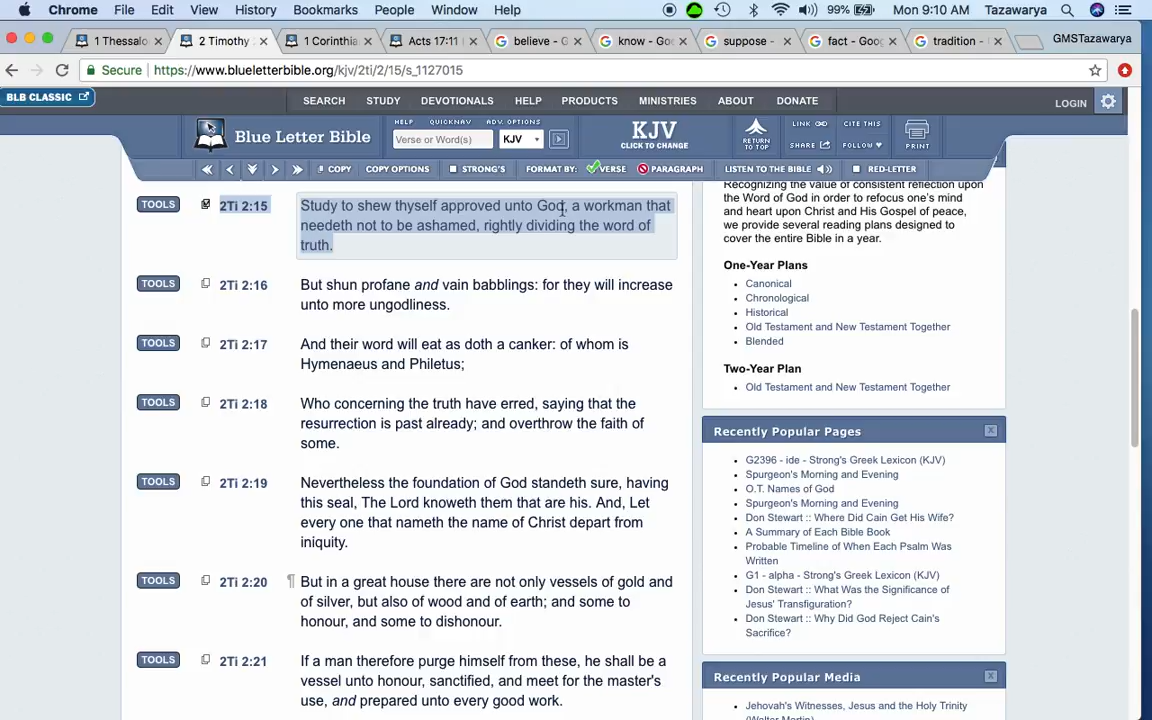 Chrome File Edit View History Bookmarks People Window Help 99% Mon 9:10 AM Tazawarya
1 Thessalo 2 Timothy 1 Corinthia Acts 17:11 believe - G know - Goo suppose - fact - Goog tradition - GMSTazawarya
Secure https://www.blueletterbible.org/kjv/2ti/2/15/s_1127015
BLB CLASSIC SEARCH STUDY DEVOTIONALS HELP PRODUCTS MINISTRIES ABOUT DONATE LOGIN
HELP QUICKNAV ADV. OPTIONS
Blue Letter Bible Verse or Word(s) KJV KJV CLICK TO CHANGE RETURN TO TOP LINK CITE THIS SHARE FOLLOW PRINT
COPY COPY OPTIONS STRONG'S FORMAT BY: VERSE PARAGRAPH LISTEN TO THE BIBLE RED-LETTER
TOOLS 2Ti 2:15 Study to shew thyself approved unto God, a workman that
needeth not to be ashamed, rightly dividing the word of
truth.
TOOLS 2Ti 2:16 But shun profane and vain babblings: for they will increase
unto more ungodliness.
TOOLS 2Ti 2:17 And their word will eat as doth a canker: of whom is
Hymenaeus and Philetus;
TOOLS 2Ti 2:18 Who concerning the truth have erred, saying that the
resurrection is past already; and overthrow the faith of
some.
TOOLS 2Ti 2:19 Nevertheless the foundation of God standeth sure, having
this seal, The Lord knoweth them that are his. And, Let
every one that nameth the name of Christ depart from
iniquity.
TOOLS 2Ti 2:20 ¶ But in a great house there are not only vessels of gold and
of silver, but also of wood and of earth; and some to
honour, and some to dishonour.
TOOLS 2Ti 2:21 If a man therefore purge himself from these, he shall be a
vessel unto honour, sanctified, and meet for the master's
use, and prepared unto every good work.
Recognizing the value of consistent reflection upon
the Word of God in order to refocus one's
mind and heart upon Christ and His Gospel of peace,
we provide several reading plans designed to
cover the entire Bible in a year.
One-Year Plans
Canonical
Chronological
Historical
Old Testament and New Testament Together
Blended
Two-Year Plan
Old Testament and New Testament Together
Recently Popular Pages
G2396 - ide - Strong's Greek Lexicon (KJV)
Spurgeon's Morning and Evening
O.T. Names of God
Spurgeon's Morning and Evening
Don Stewart :: Where Did Cain Get His Wife?
A Summary of Each Bible Book
Probable Timeline of When Each Psalm Was
Written
G1 - alpha - Strong's Greek Lexicon (KJV)
Don Stewart :: What Was the Significance of
Jesus' Transfiguration?
Don Stewart :: Why Did God Reject Cain's
Sacrifice?
Recently Popular Media
Jehovah's Witnesses, Jesus and the Holy Trinity
(Walter Martin)